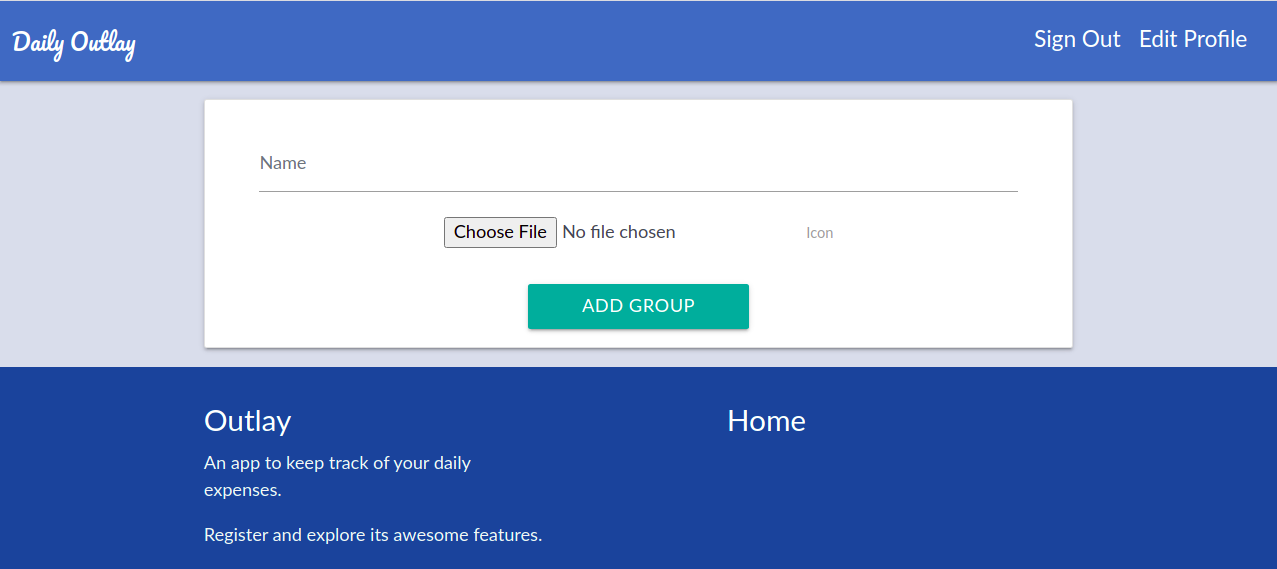 Daily Outlay
Sign Out Edit Profile
Name
Choose File No file chosen Icon
ADD GROUP
Outlay
An app to keep track of your daily
expenses.
Register and explore its awesome features.
Home